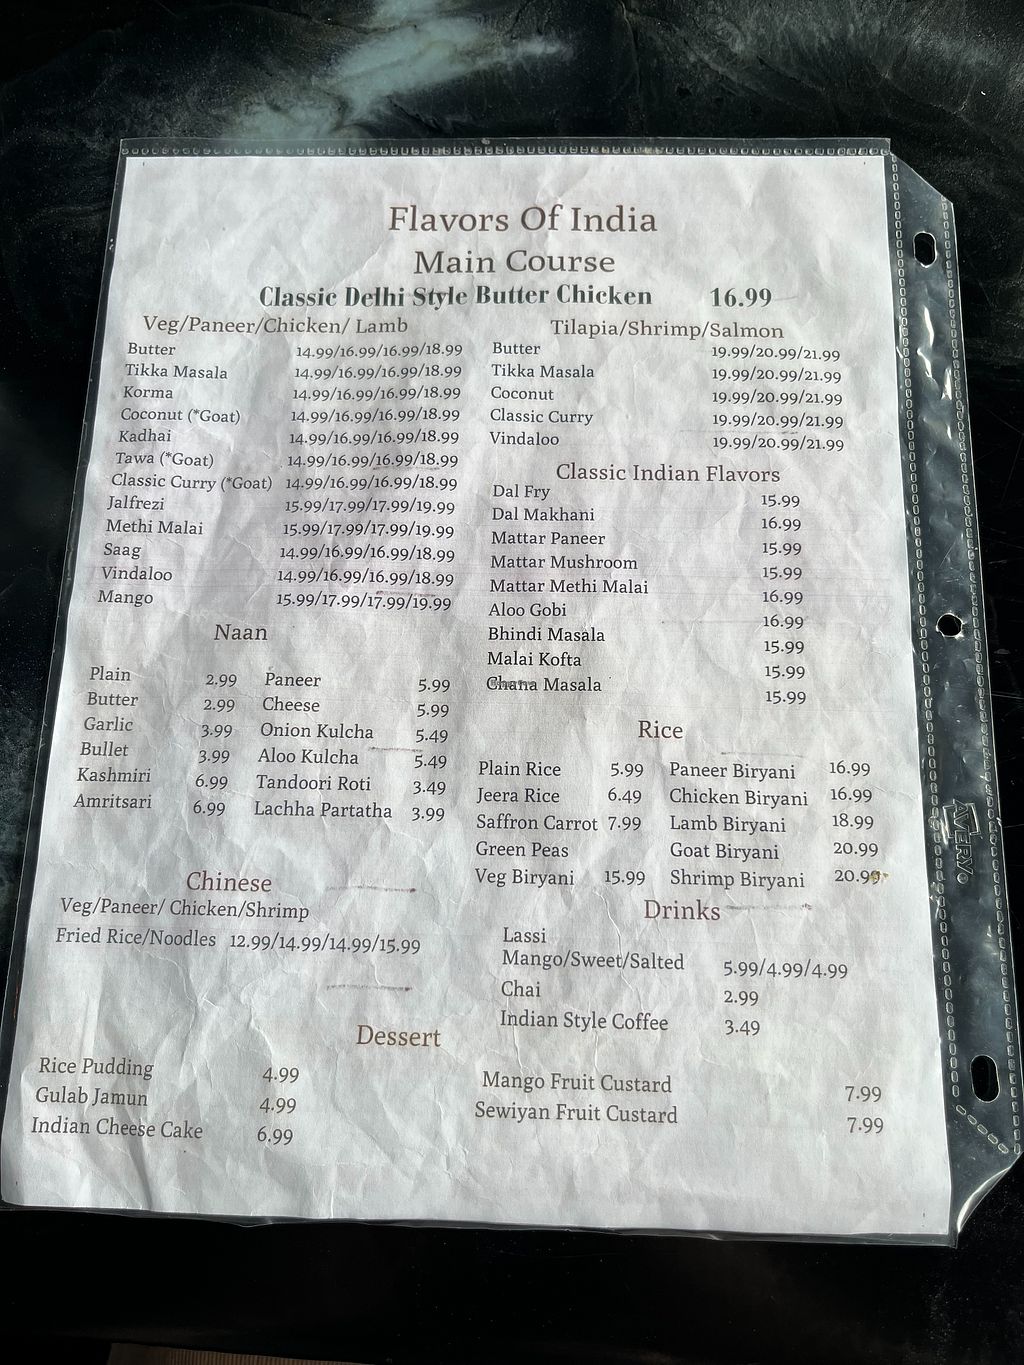 Flavors Of India
Main Course
Classic Delhi Style Butter Chicken 16.99
Veg/Paneer/Chicken/ Lamb
Butter 14.99/16.99/16.99/18.99
Tikka Masala 14.99/16.99/16.99/18.99
Korma 14.99/16.99/16.99/18.99
Coconut (*Goat) 14.99/16.99/16.99/18.99
Kadhai 14.99/16.99/16.99/18.99
Tawa (*Goat) 14.99/16.99/16.99/18.99
Classic Curry (*Goat) 14.99/16.99/16.99/18.99
Jalfrezi 15.99/17.99/17.99/19.99
Methi Malai 15.99/17.99/17.99/19.99
Saag 14.99/16.99/16.99/18.99
Vindaloo 14.99/16.99/16.99/18.99
Mango 15.99/17.99/17.99/19.99
Tilapia/Shrimp/Salmon
Butter 19.99/20.99/21.99
Tikka Masala 19.99/20.99/21.99
Coconut 19.99/20.99/21.99
Classic Curry 19.99/20.99/21.99
Vindaloo 19.99/20.99/21.99
Classic Indian Flavors
Dal Fry 15.99
Dal Makhani 16.99
Mattar Paneer 15.99
Mattar Mushroom 15.99
Mattar Methi Malai 16.99
Aloo Gobi 16.99
Bhindi Masala 15.99
Malai Kofta 15.99
Chana Masala 15.99
Naan
Plain 2.99 Paneer 5.99
Butter 2.99 Cheese 5.99
Garlic 3.99 Onion Kulcha 5.49
Bullet 3.99 Aloo Kulcha 5.49
Kashmiri 6.99 Tandoori Roti 3.49
Amritsari 6.99 Lachha Partatha 3.99
Rice
Plain Rice 5.99 Paneer Biryani 16.99
Jeera Rice 6.49 Chicken Biryani 16.99
Saffron Carrot 7.99 Lamb Biryani 18.99
Green Peas Goat Biryani 20.99
Veg Biryani 15.99 Shrimp Biryani 20.99
Chinese
Veg/Paneer/ Chicken/Shrimp
Fried Rice/Noodles 12.99/14.99/14.99/15.99
Drinks
Lassi
Mango/Sweet/Salted 5.99/4.99/4.99
Chai 2.99
Indian Style Coffee 3.49
Dessert
Rice Pudding 4.99
Gulab Jamun 4.99
Indian Cheese Cake 6.99
Mango Fruit Custard 7.99
Sewiyan Fruit Custard 7.99
AVERY